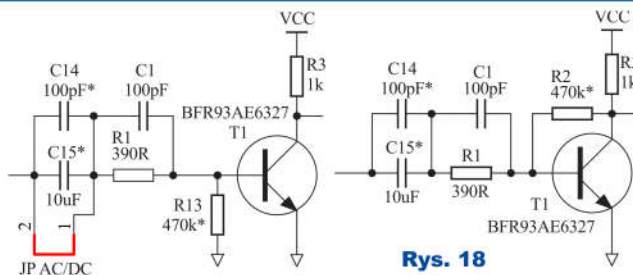 VCC
C14
100pF*
C1
100pF
R3
1k
BFR93AE6327
T1
C15*
10uF
R1
390R
R13
470k*
2
1
JP AC/DC
VCC
C14
100pF*
C1
100pF
R2
470k*
1k
C15*
10uF
R1
390R
T1
BFR93AE6327
Rys. 18